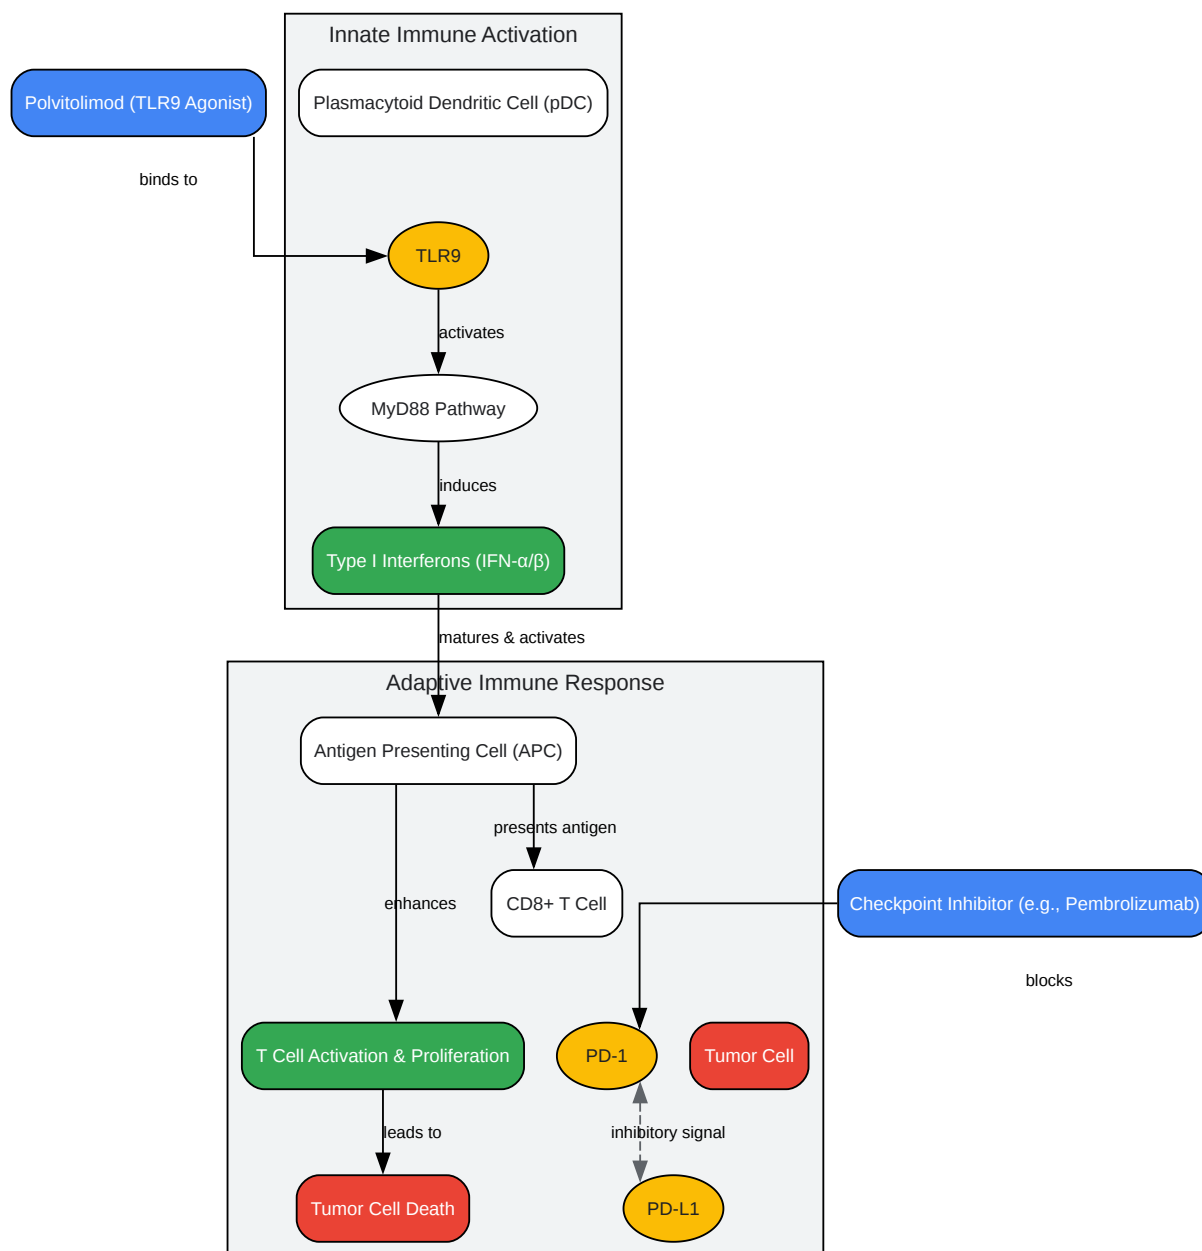 Innate Immune Activation
Polvitolimod (TLR9 Agonist)
Plasmacytoid Dendritic Cell (pDC)
binds to
TLR9
activates
MyD88 Pathway
induces
Type I Interferons (IFN-α/β)
matures & activates
Adaptive Immune Response
Antigen Presenting Cell (APC)
presents antigen
enhances
CD8+ T Cell
Checkpoint Inhibitor (e.g., Pembrolizumab)
blocks
T Cell Activation & Proliferation
PD-1
Tumor Cell
leads to
inhibitory signal
Tumor Cell Death
PD-L1